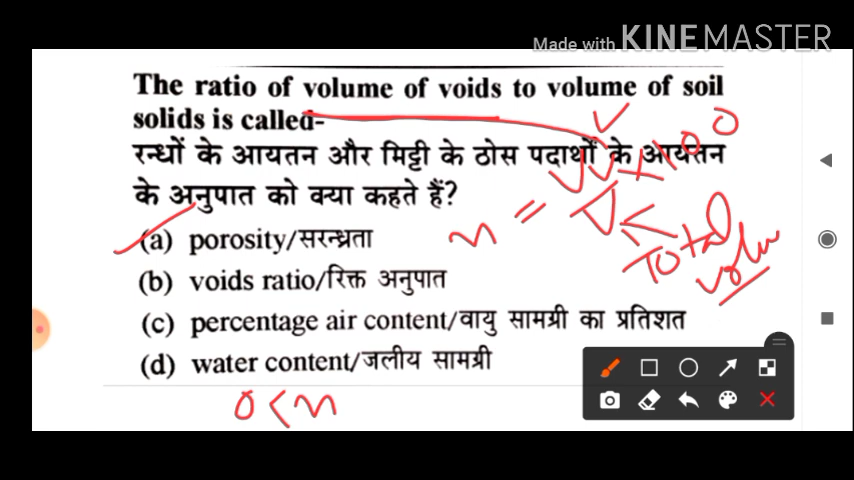 Made with KINEMASTER
The ratio of volume of voids to volume of soil
solids is called-
रन्ध्रों के आयतन और मिट्टी के ठोस पदार्थों के आयतन
के अनुपात को क्या कहते हैं?
(a) porosity/सरन्ध्रता
(b) voids ratio/रिक्त अनुपात
(c) percentage air content/वायु सामग्री का प्रतिशत
(d) water content/जलीय सामग्री
n = Vv/V × 100
Total
0 < n